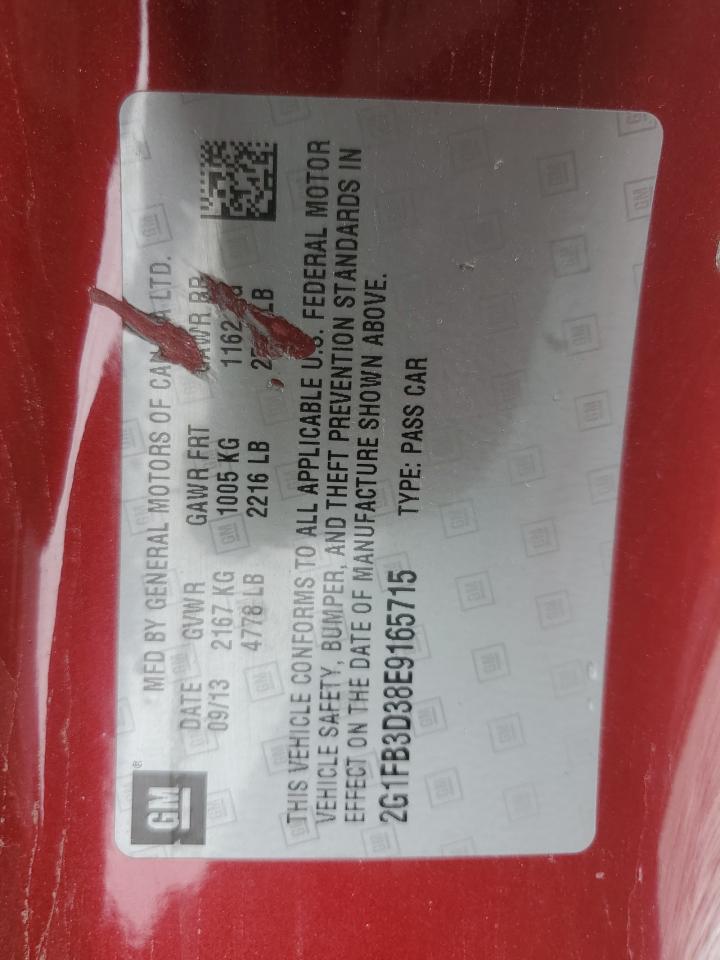 GM ®
MFD BY GENERAL MOTORS OF LTD.
DATE GVWR GAWR FRT GAWR RR
09/13 2167 KG 1005 KG 1162
4778 LB 2216 LB LB
THIS VEHICLE CONFORMS TO ALL APPLICABLE U.S. FEDERAL MOTOR
VEHICLE SAFETY, BUMPER, AND THEFT PREVENTION STANDARDS IN
EFFECT ON THE DATE OF MANUFACTURE SHOWN ABOVE.
2G1FB3D38E9165715 TYPE: PASS CAR